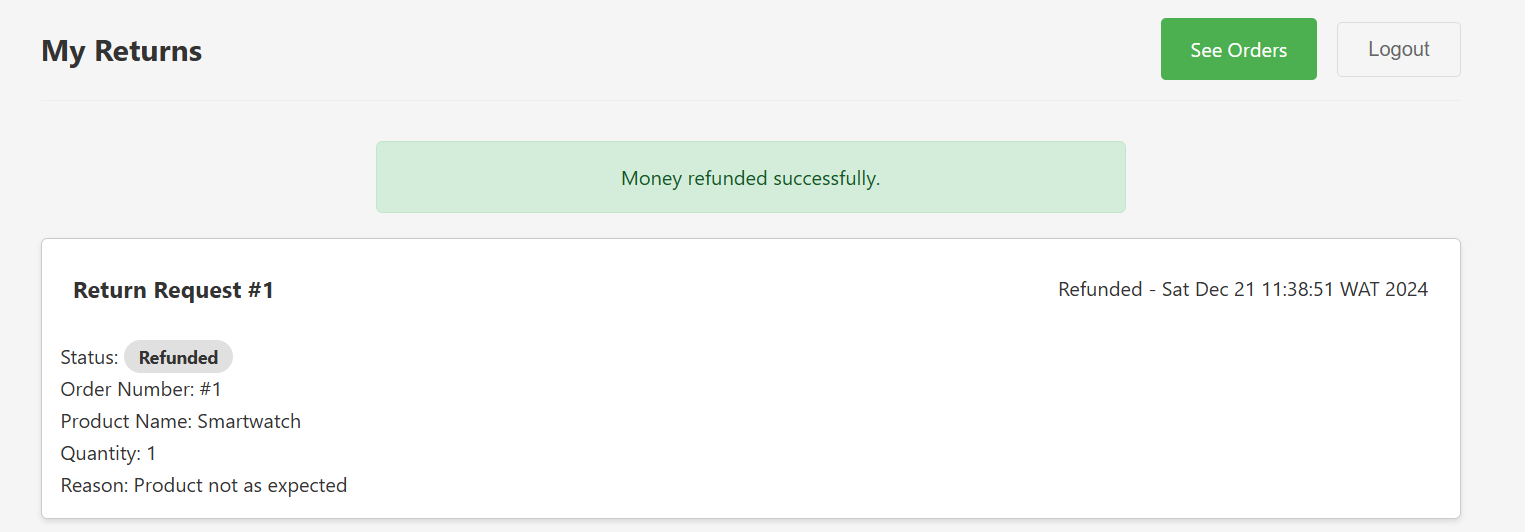 My Returns
See Orders
Logout
Money refunded successfully.
Return Request #1
Refunded - Sat Dec 21 11:38:51 WAT 2024
Status: Refunded
Order Number: #1
Product Name: Smartwatch
Quantity: 1
Reason: Product not as expected